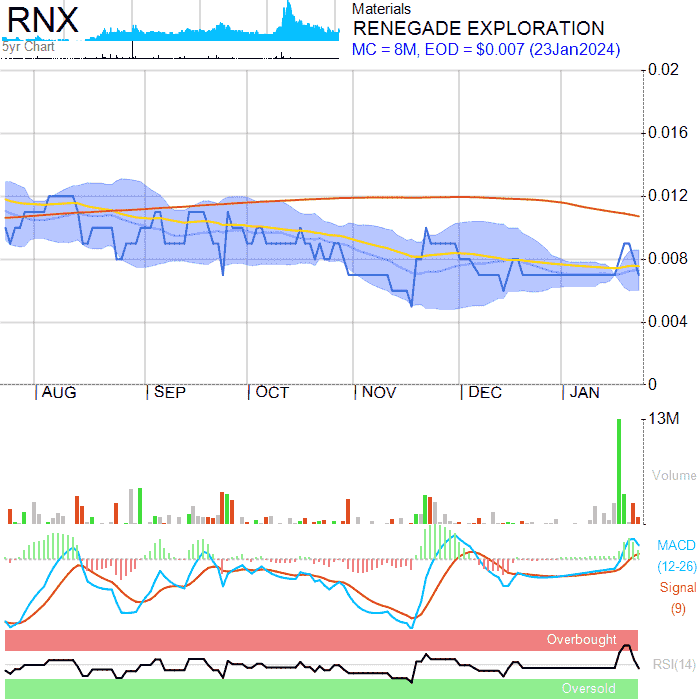 RNX
5yr Chart
Materials
RENEGADE EXPLORATION
MC = 8M, EOD = $0.007 (23Jan2024)
0.02
0.016
0.012
0.008
0.004
0
AUG SEP OCT NOV DEC JAN
13M
Volume
MACD
(12-26)
Signal
(9)
Overbought
RSI(14)
Oversold